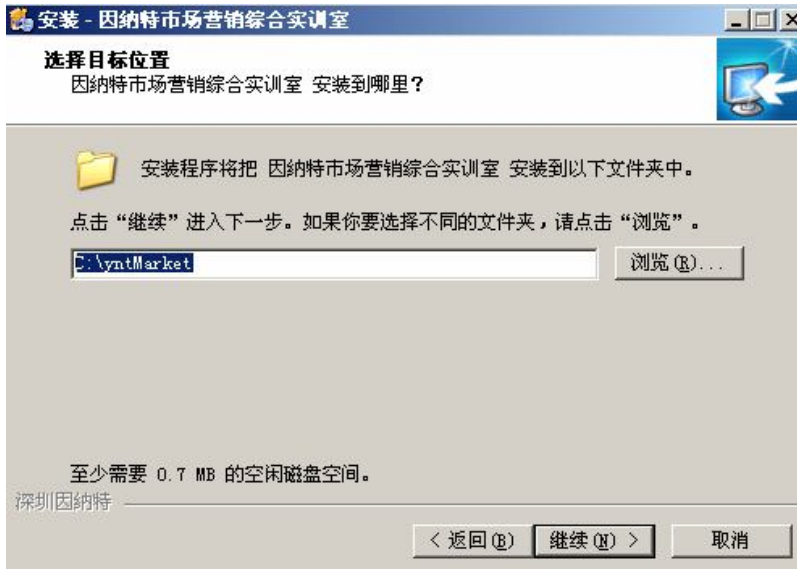 安装 - 因纳特市场营销综合实训室
选择目标位置
因纳特市场营销综合实训室 安装到哪里?
安装程序将把 因纳特市场营销综合实训室 安装到以下文件夹中。
点击“继续”进入下一步。如果你要选择不同的文件夹，请点击“浏览”。
C:\yntMarket
浏览(R)...
至少需要 0.7 MB 的空闲磁盘空间。
深圳因纳特
< 返回(B) 继续(N) > 取消